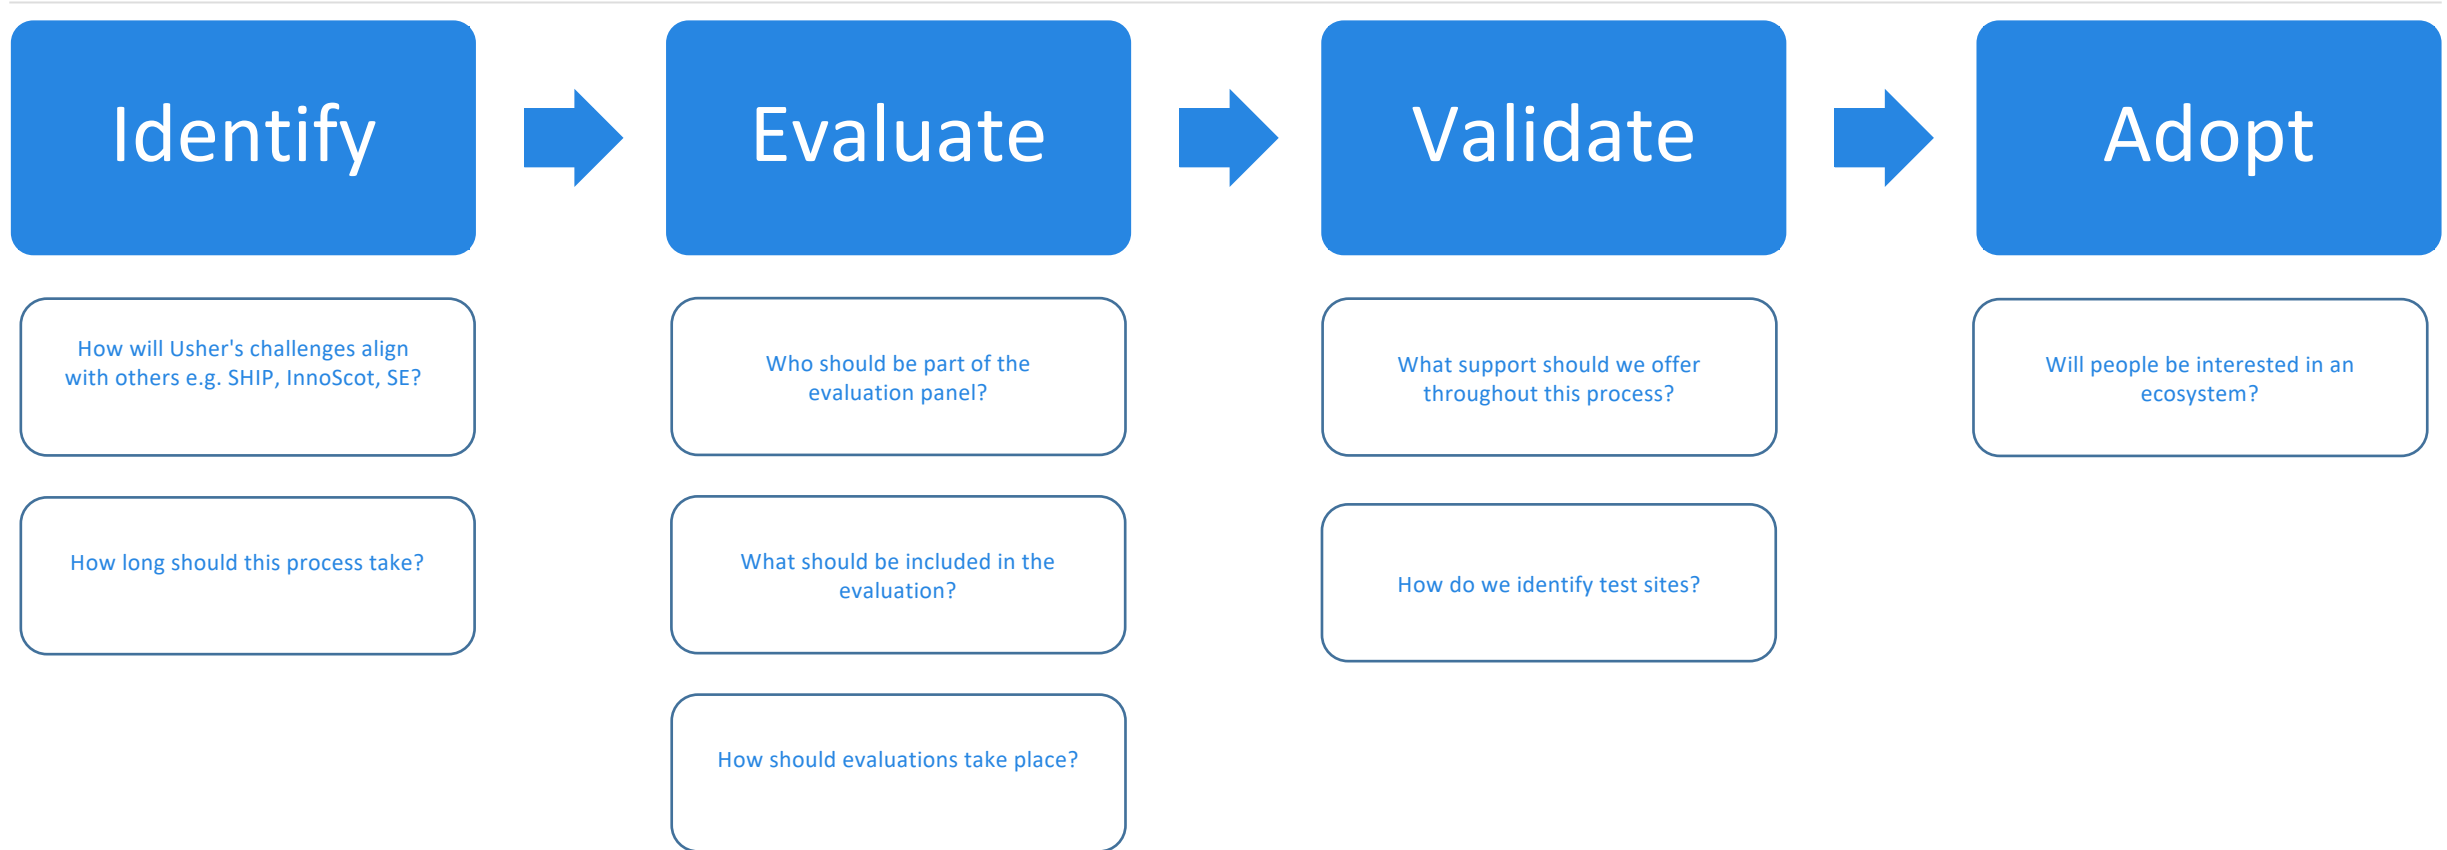 Identify
Evaluate
Validate
Adopt
How will Usher's challenges align
with others e.g. SHIP, InnoScot, SE?
How long should this process take?
Who should be part of the
evaluation panel?
What should be included in the
evaluation?
How should evaluations take place?
What support should we offer
throughout this process?
How do we identify test sites?
Will people be interested in an
ecosystem?